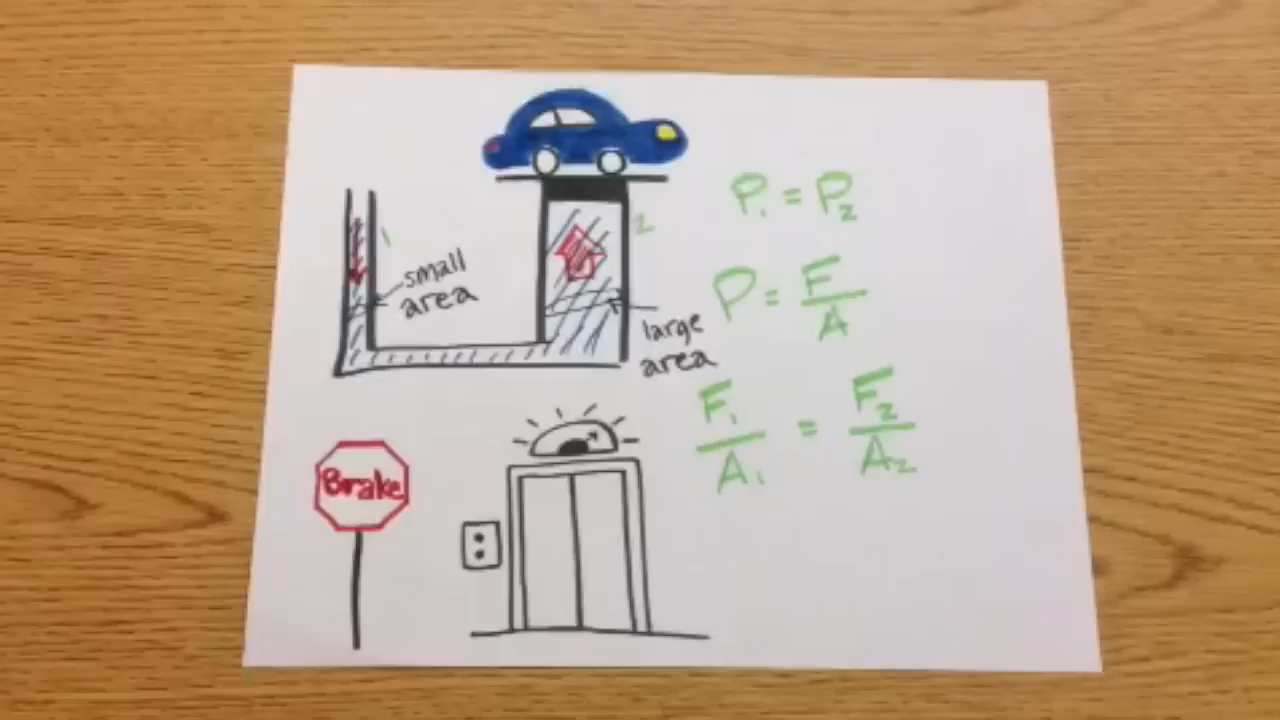 1
2
small
area
large
area
P₁ = P₂
P = F/A
F₁/A₁ = F₂/A₂
Brake